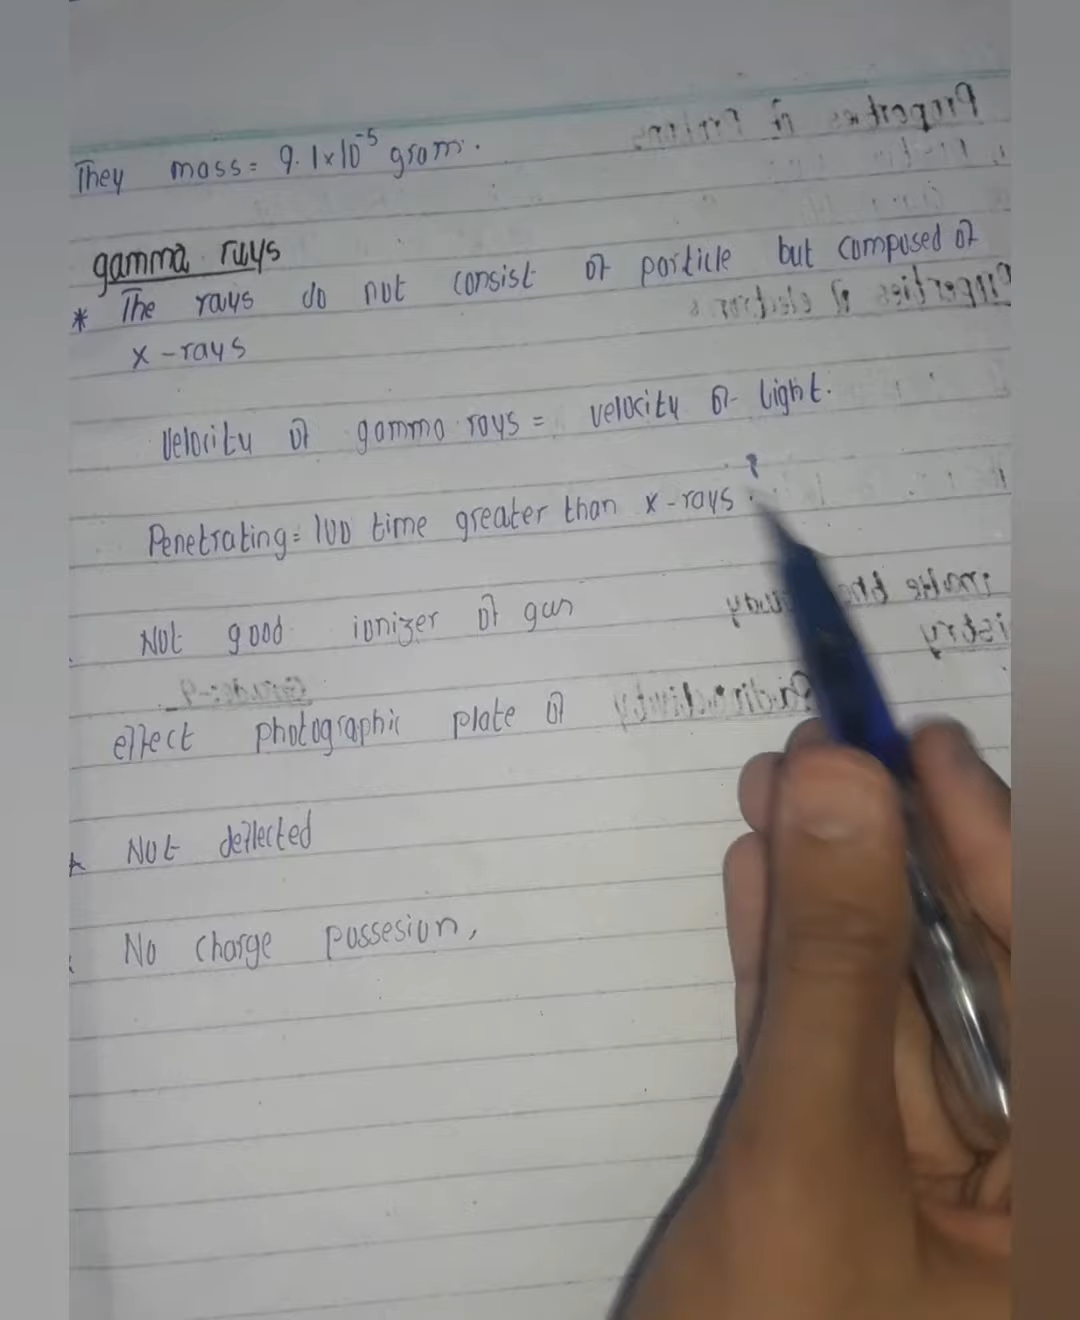 They mass = 9.1x10^-5 gram.
gamma rays
* The rays do not consist of particle but composed of
x-rays
Velocity of gamma rays = velocity of light.
Penetrating = 100 time greater than x-rays
Not good ionizer of gas
effect photographic plate of
Not deflected
No charge possesion,